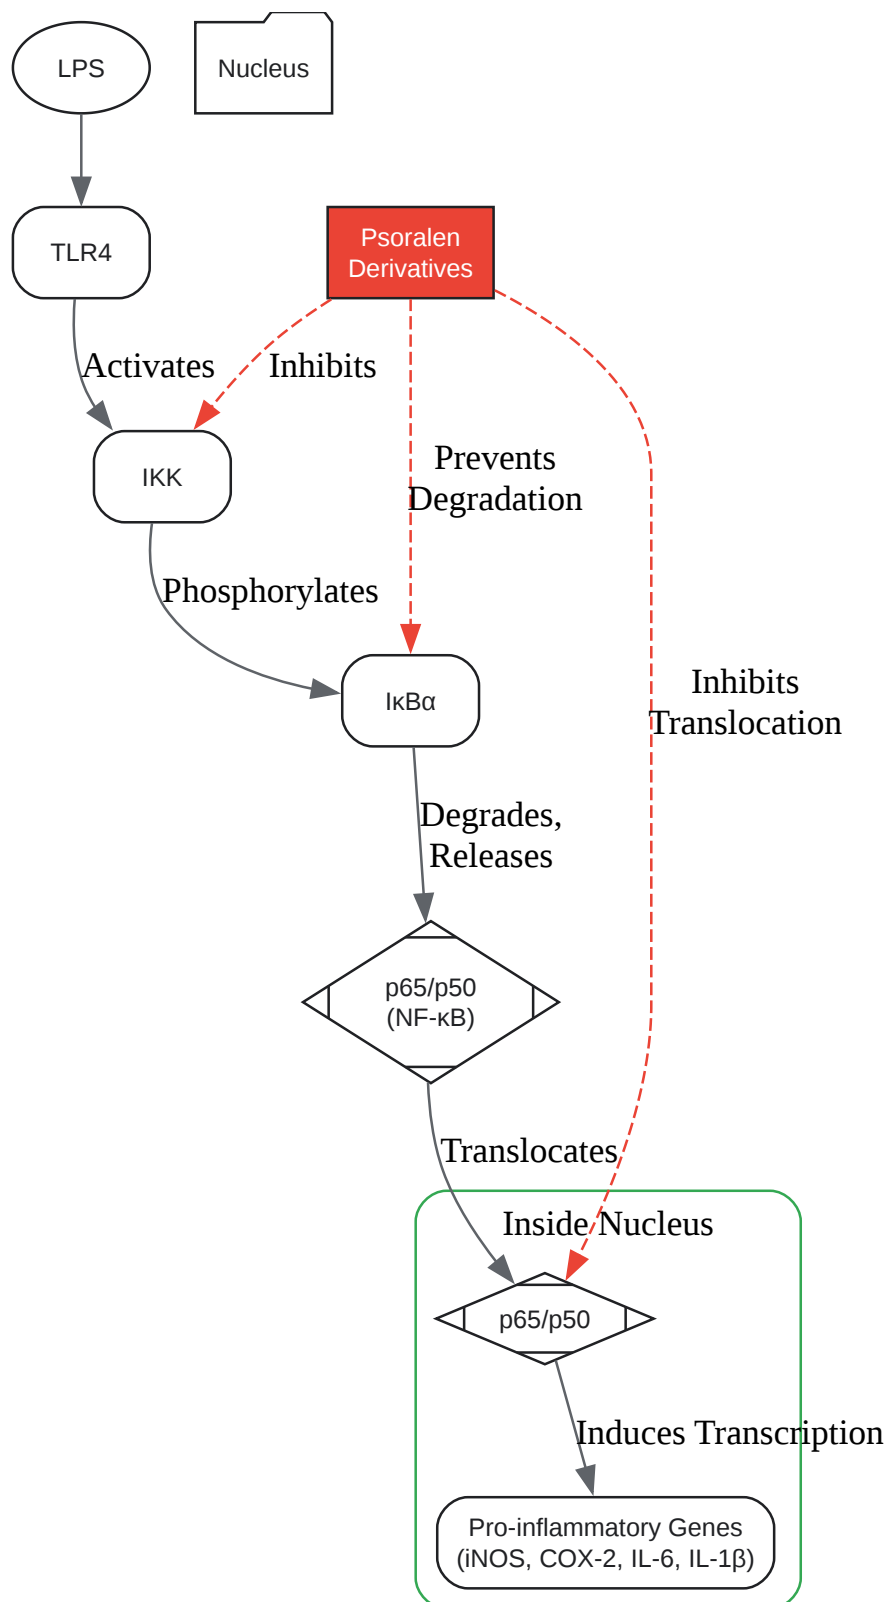 LPS
Nucleus
TLR4
Psoralen
Derivatives
Activates
Inhibits
Prevents
Degradation
IKK
Phosphorylates
Inhibits
Translocation
IκBα
Degrades,
Releases
p65/p50
(NF-κB)
Translocates
Inside Nucleus
p65/p50
Induces Transcription
Pro-inflammatory Genes
(iNOS, COX-2, IL-6, IL-1β)